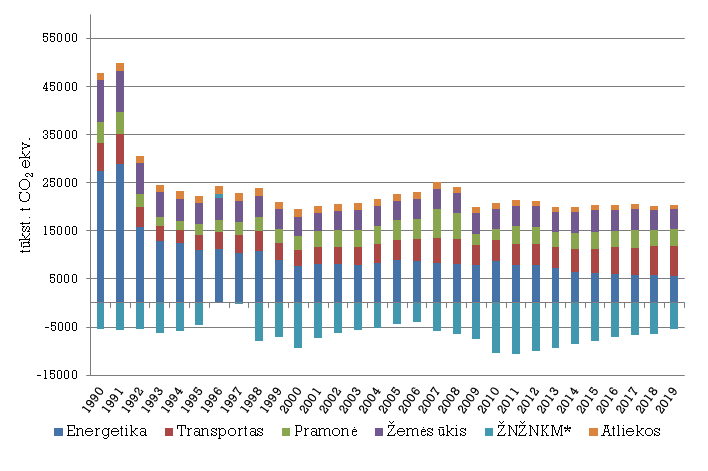 55000
45000
35000
25000
15000
5000
-5000
-15000
tūkst. t CO2 ekv.
1990 1991 1992 1993 1994 1995 1996 1997 1998 1999 2000 2001 2002 2003 2004 2005 2006 2007 2008 2009 2010 2011 2012 2013 2014 2015 2016 2017 2018 2019
Energetika Transportas Pramonė Žemės ūkis ŽNŽNKM* Atliekos